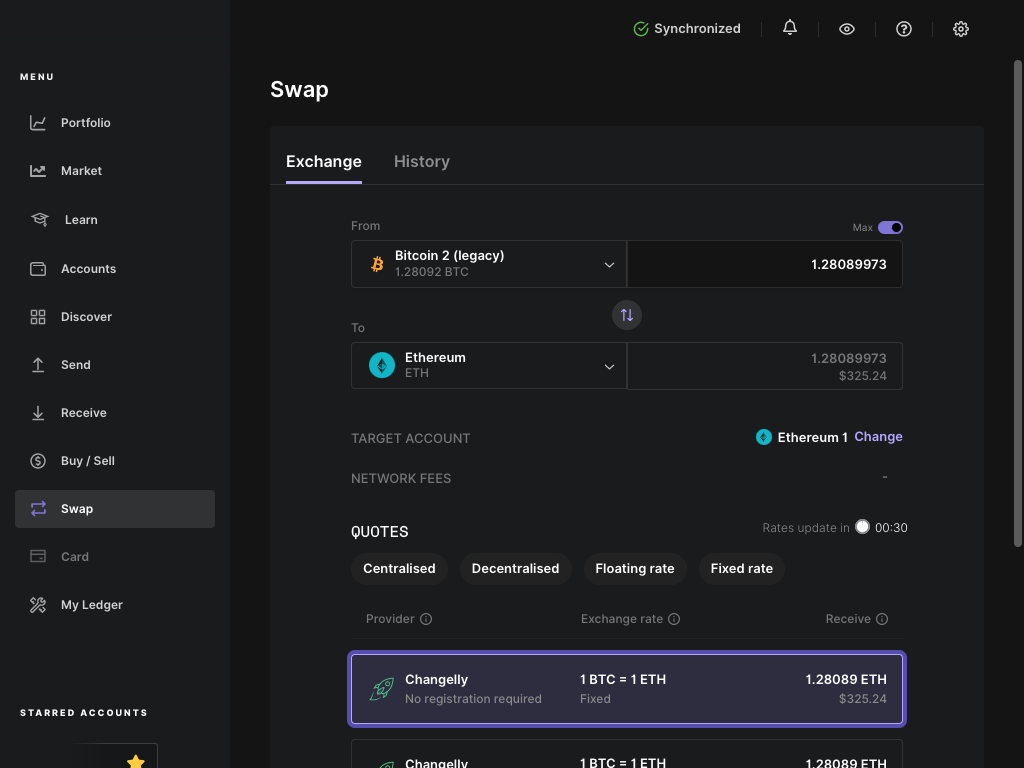 Synchronized
MENU
Portfolio
Market
Learn
Accounts
Discover
Send
Receive
Buy / Sell
Swap
Card
My Ledger
STARRED ACCOUNTS
Swap
Exchange
History
From
Max
Bitcoin 2 (legacy)
1.28092 BTC
1.28089973
To
Ethereum
ETH
1.28089973
$325.24
TARGET ACCOUNT
Ethereum 1 Change
NETWORK FEES
-
QUOTES
Rates update in 00:30
Centralised
Decentralised
Floating rate
Fixed rate
Provider
Exchange rate
Receive
Changelly
No registration required
1 BTC = 1 ETH
Fixed
1.28089 ETH
$325.24
Changelly
1 BTC = 1 ETH
1.28089 ETH